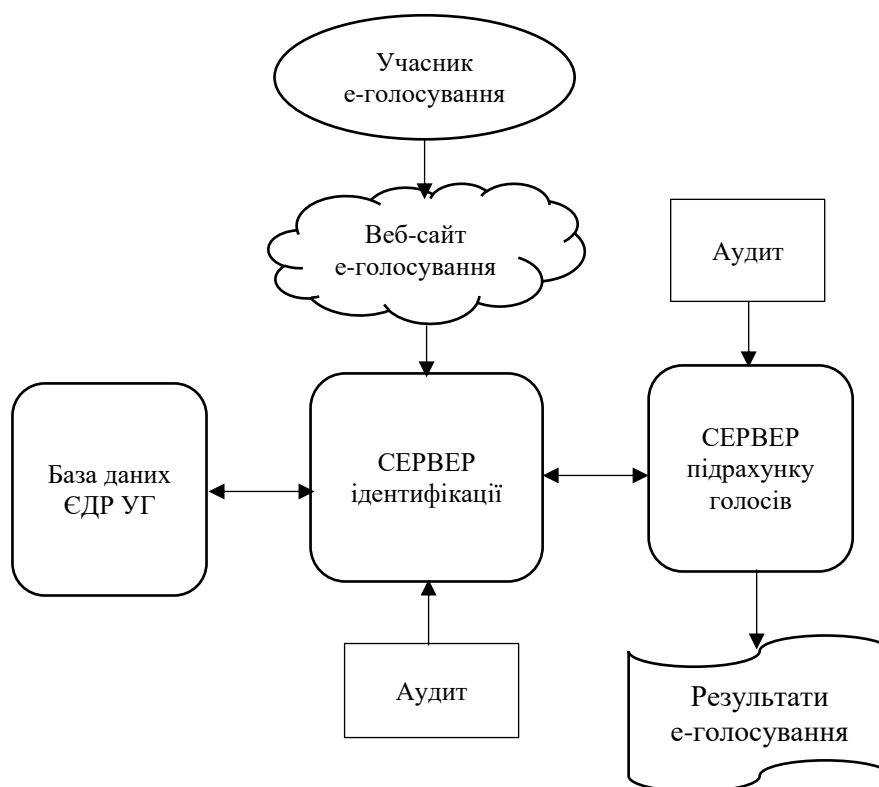 Учасник
е-голосування
Веб-сайт
е-голосування
Аудит
База даних
ЄДР УГ
СЕРВЕР
ідентифікації
СЕРВЕР
підрахунку
голосів
Аудит
Результати
е-голосування